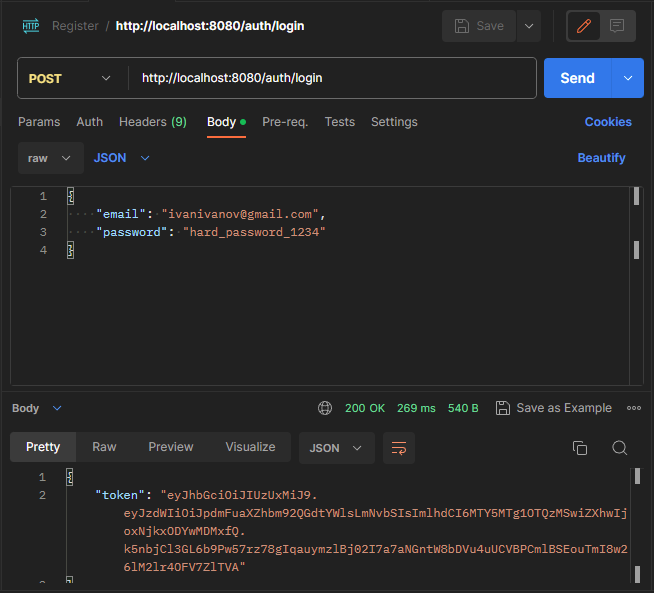 HTTP Register / http://localhost:8080/auth/login Save
POST http://localhost:8080/auth/login Send
Params Auth Headers (9) Body Pre-req. Tests Settings Cookies
raw JSON Beautify
1 {
2 "email": "ivanivanov@gmail.com",
3 "password": "hard_password_1234"
4 }
Body 200 OK 269 ms 540 B Save as Example
Pretty Raw Preview Visualize JSON
1 {
2 "token": "eyJhbGciOiJIUzUxMiJ9.
eyJzdWIiOiJpdmFuaXZhbm92QGdtYWlsLmNvbSIsImlhdCI6MTY5MTg1OTQzMSwiZXhwIj
oxNjkxODYwMDMxfQ.
k5nbjCl3GL6b9Pw57rz78gIqauymzlBj02I7a7aNGntW8bDVu4uUCVBPCmlBSEouTmI8w2
6lM2lr4OFV7ZlTVA"
3 }